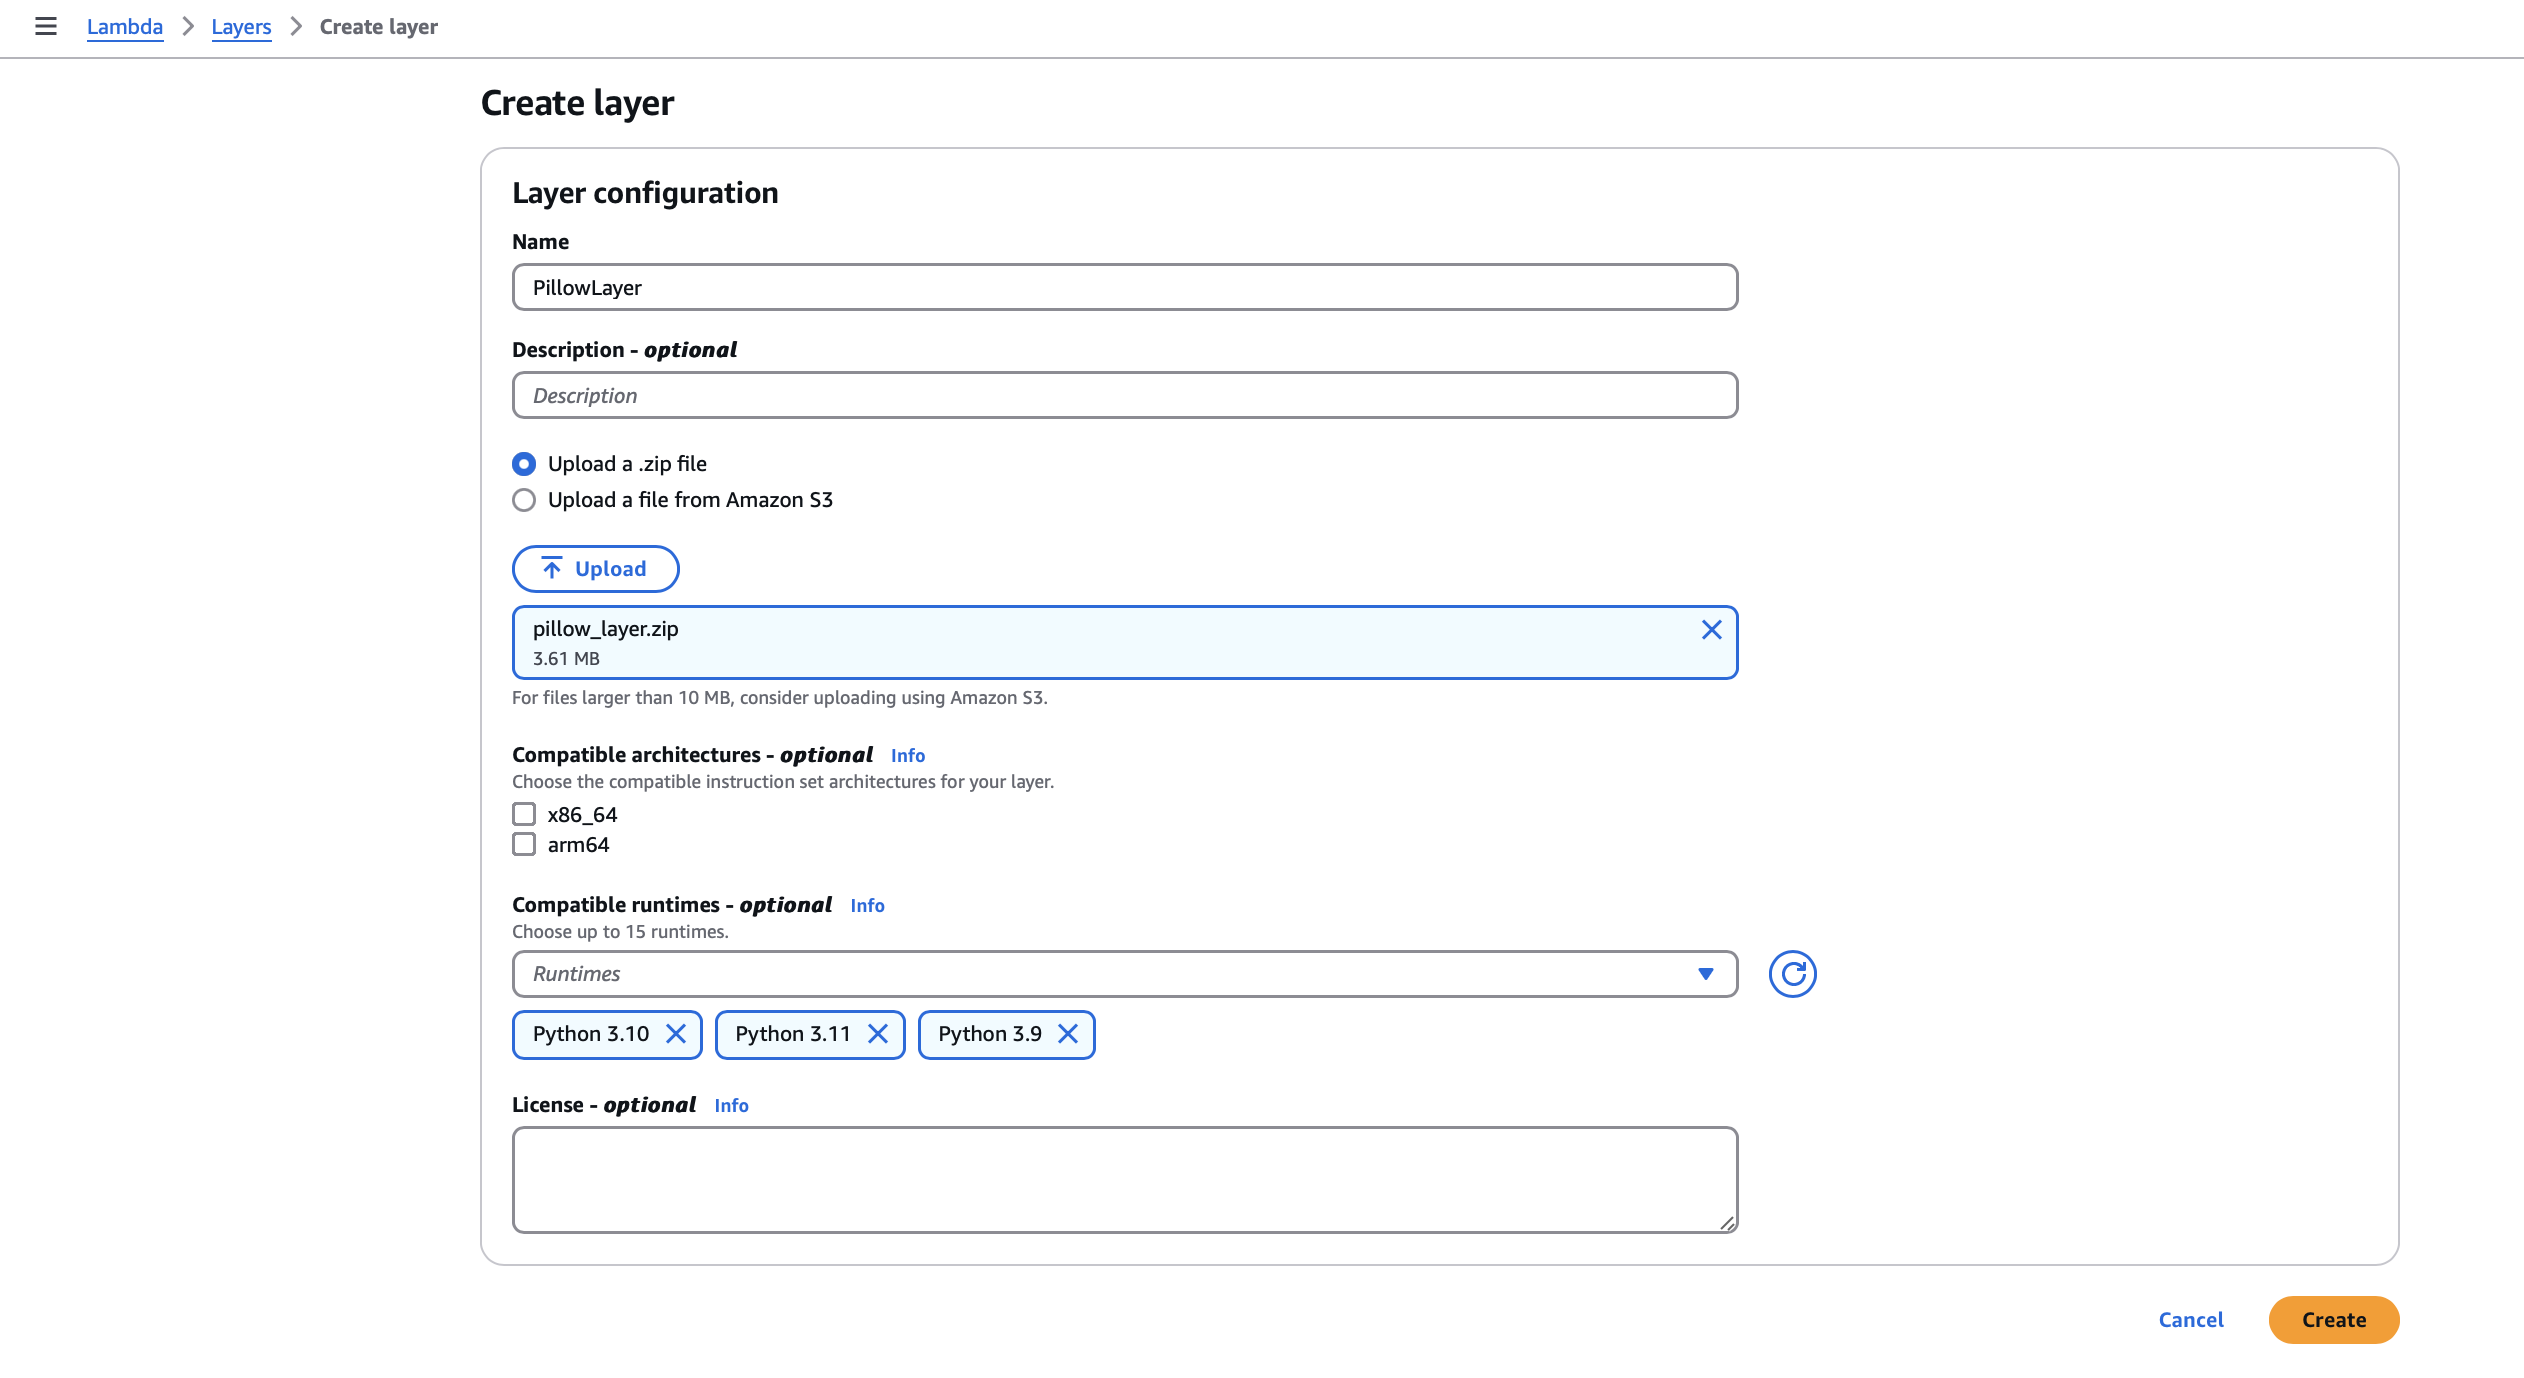 Lambda > Layers > Create layer
Create layer
Layer configuration
Name
PillowLayer
Description - optional
Description
Upload a .zip file
Upload a file from Amazon S3
Upload
pillow_layer.zip
3.61 MB
For files larger than 10 MB, consider uploading using Amazon S3.
Compatible architectures - optional Info
Choose the compatible instruction set architectures for your layer.
x86_64
arm64
Compatible runtimes - optional Info
Choose up to 15 runtimes.
Runtimes
Python 3.10 Python 3.11 Python 3.9
License - optional Info
Cancel Create